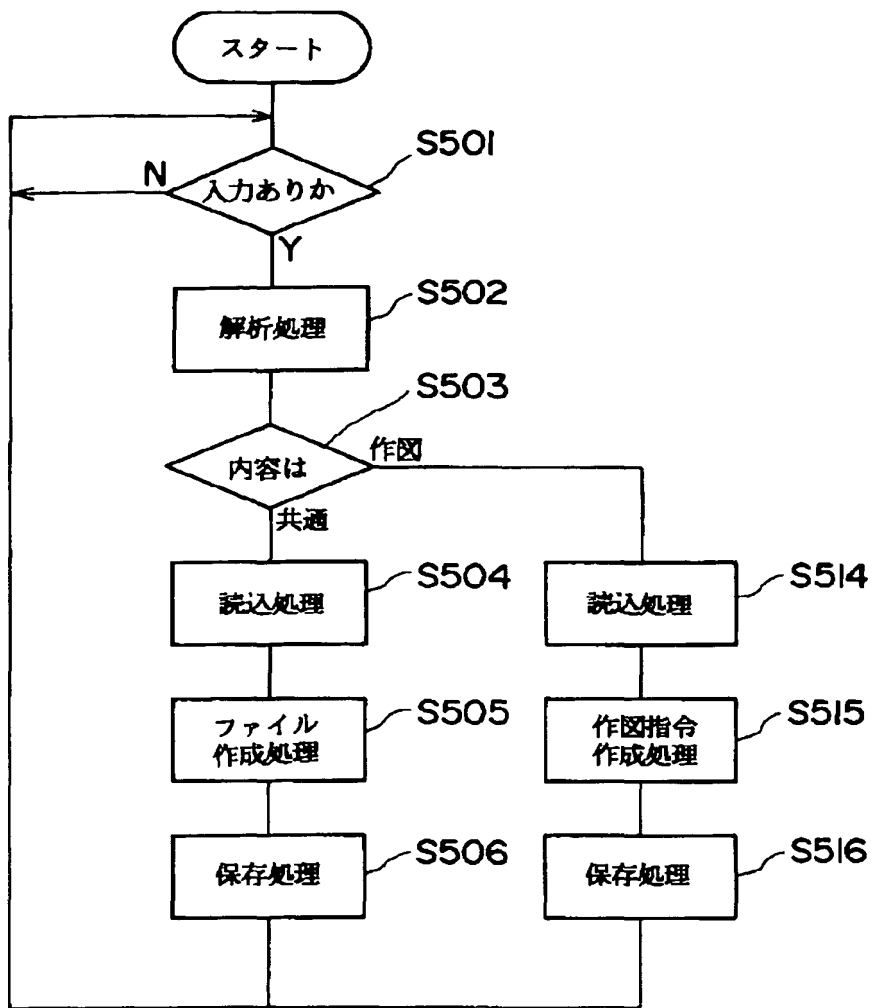 スタート
S501
N
入力ありか
Y
S502
解析処理
S503
内容は
作図
共通
S504
読込処理
S514
読込処理
S505
ファイル
作成処理
S515
作図指令
作成処理
S506
保存処理
S516
保存処理